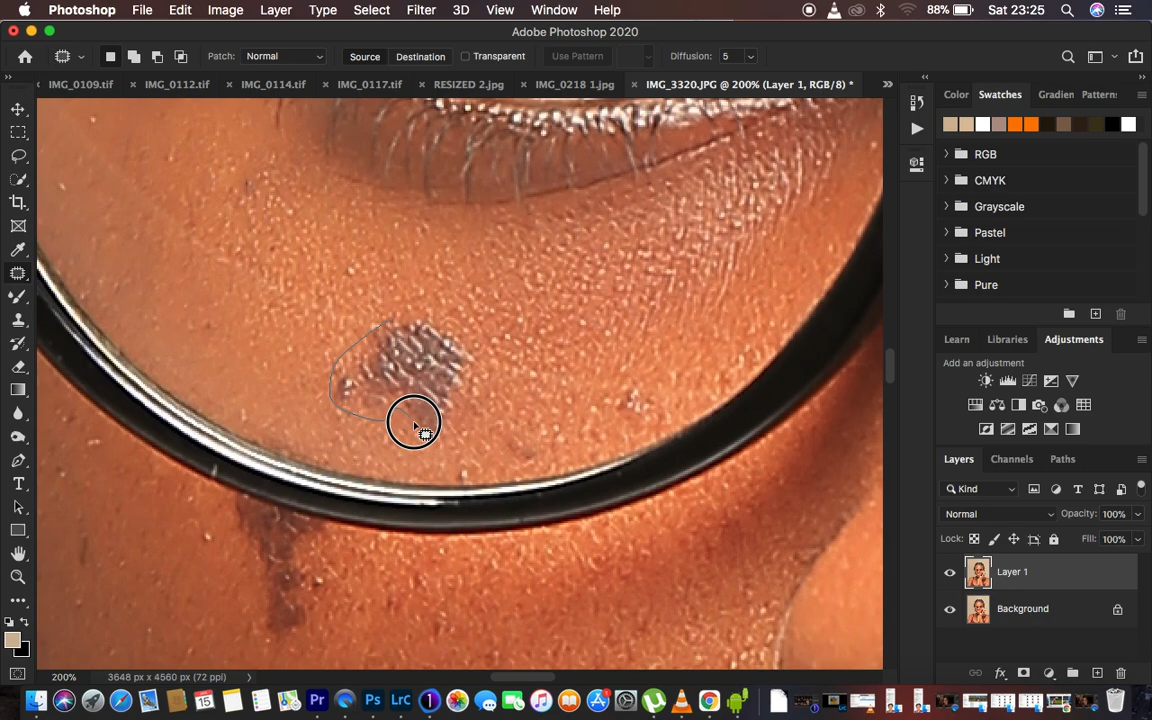 Photoshop File Edit Image Layer Type Select Filter 3D View Window Help 88% Sat 23:25
Adobe Photoshop 2020
Patch: Normal Source Destination Transparent Use Pattern Diffusion: 5
IMG_0109.tif IMG_0112.tif IMG_0114.tif IMG_0117.tif RESIZED 2.jpg IMG_0218 1.jpg IMG_3320.JPG @ 200% (Layer 1, RGB/8) *
Color Swatches Gradien Pattern:
RGB
CMYK
Grayscale
Pastel
Light
Pure
Learn Libraries Adjustments
Add an adjustment
Layers Channels Paths
Kind
Normal Opacity: 100%
Lock: Fill: 100%
Layer 1
Background
200% 3648 px x 4560 px (72 ppi)